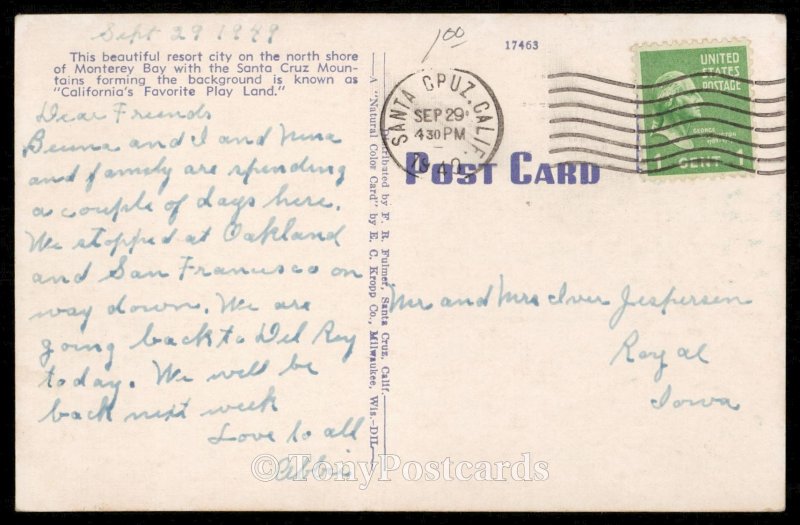 Sept 29 1949
1.00
17463
This beautiful resort city on the north shore
of Monterey Bay with the Santa Cruz Moun-
tains forming the background is known as
"California's Favorite Play Land."
Dear Friends
and I and
and family are spending
a couple of days here.
We stopped at Oakland
and San Francisco on
way down. We are
going back to Del Rey
today. We will be
back next week
Love to all
Distributed by F. R. Fulmer, Santa Cruz, Calif.
A "Natural Color Card" by E. C. Kropp Co., Milwaukee, Wis.-DIL
SANTA CRUZ, CALIF.
SEP 29
4 30 PM
UNITED
STATES
POSTAGE
GEORGE
WASHINGTON
1 CENT 1
POST CARD
Mr and Mrs Iver Jespersen
Royal
Iowa
©TonyPostcards